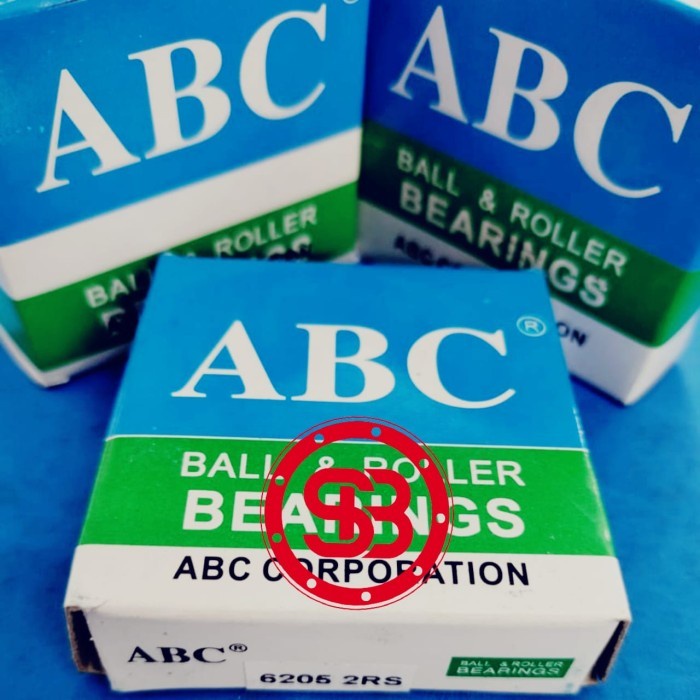 ABC
BALL & ROLLER
ABC
BALL & ROLLER
BEARINGS
ABC®
BALL & ROLLER
BEARINGS
ABC CORPORATION
SBB
ABC®
6205 2RS
BALL & ROLLER
BEARINGS